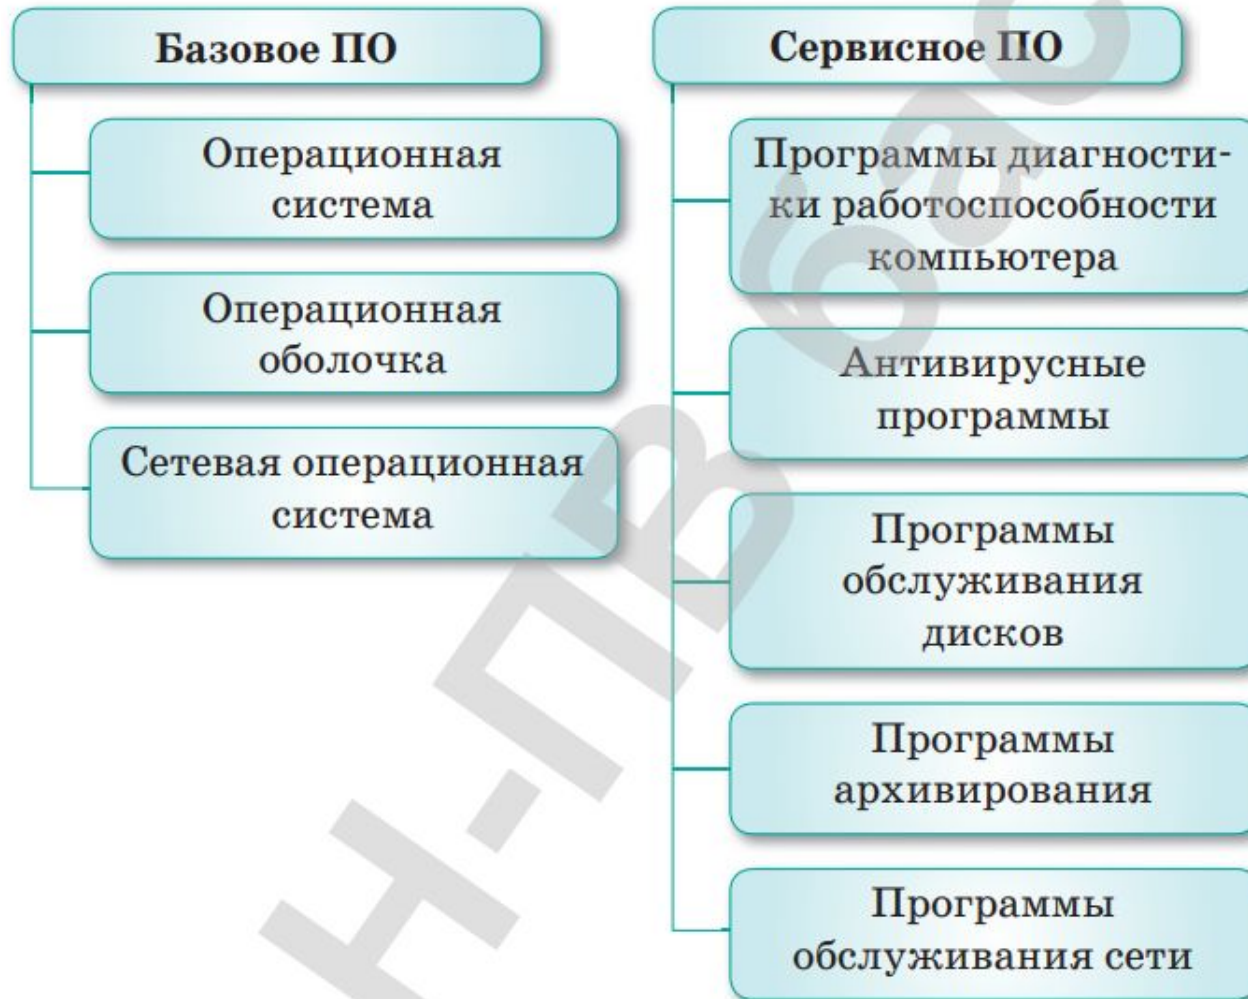 Базовое ПО
Операционная
система
Операционная
оболочка
Сетевая операционная
система
Сервисное ПО
Программы диагности-
ки работоспособности
компьютера
Антивирусные
программы
Программы
обслуживания
дисков
Программы
архивирования
Программы
обслуживания сети